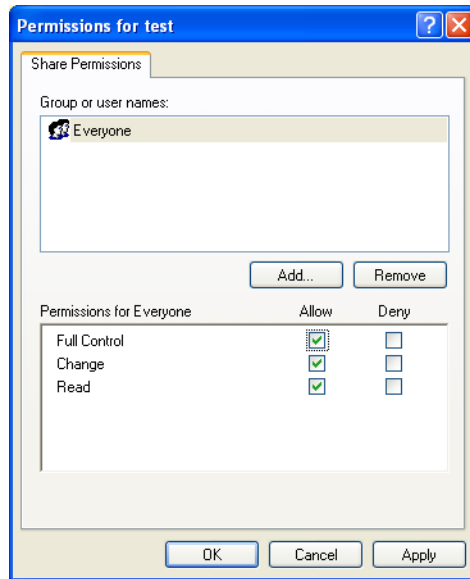 Permissions for test
Share Permissions
Group or user names:
Everyone
Add... Remove
Permissions for Everyone Allow Deny
Full Control
Change
Read
OK Cancel Apply